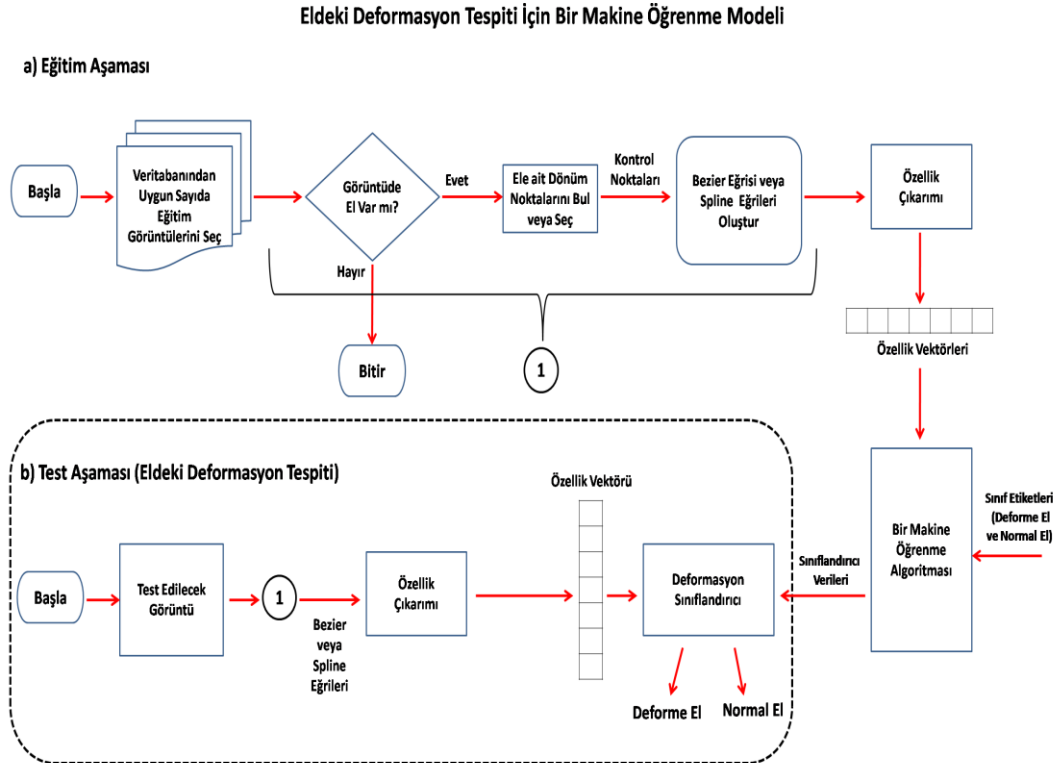 Eldeki Deformasyon Tespiti İçin Bir Makine Öğrenme Modeli
a) Eğitim Aşaması
Başla
Veritabanından
Uygun Sayıda
Eğitim
Görüntülerini Seç
Görüntüde
El Var mı?
Evet
Hayır
Bitir
Ele ait Dönüm
Noktalarını Bul
veya Seç
Kontrol
Noktaları
Bezier Eğrisi veya
Spline Eğrileri
Oluştur
1
Özellik
Çıkarımı
Özellik Vektörleri
Bir Makine
Öğrenme
Algoritması
Sınıf Etiketleri
(Deforme El
ve Normal El)
Sınıflandırıcı
Verileri
b) Test Aşaması (Eldeki Deformasyon Tespiti)
Başla
Test Edilecek
Görüntü
1
Bezier
veya
Spline
Eğrileri
Özellik
Çıkarımı
Özellik Vektörü
Deformasyon
Sınıflandırıcı
Deforme El
Normal El